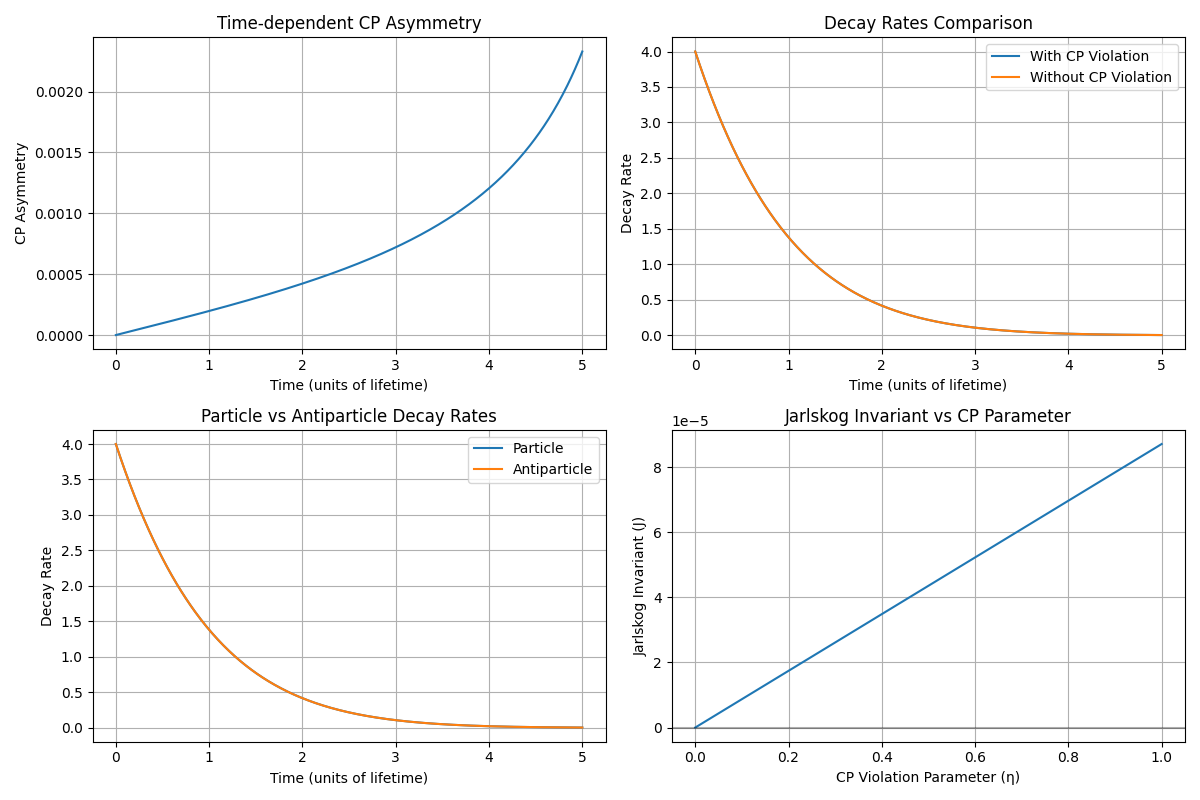 Time-dependent CP Asymmetry
CP Asymmetry
0.0020
0.0015
0.0010
0.0005
0.0000
0 1 2 3 4 5
Time (units of lifetime)
Decay Rates Comparison
With CP Violation
Without CP Violation
Decay Rate
4.0
3.5
3.0
2.5
2.0
1.5
1.0
0.5
0.0
0 1 2 3 4 5
Time (units of lifetime)
Particle vs Antiparticle Decay Rates
Particle
Antiparticle
Decay Rate
4.0
3.5
3.0
2.5
2.0
1.5
1.0
0.5
0.0
0 1 2 3 4 5
Time (units of lifetime)
Jarlskog Invariant vs CP Parameter
1e−5
Jarlskog Invariant (J)
8
6
4
2
0
0.0 0.2 0.4 0.6 0.8 1.0
CP Violation Parameter (η)